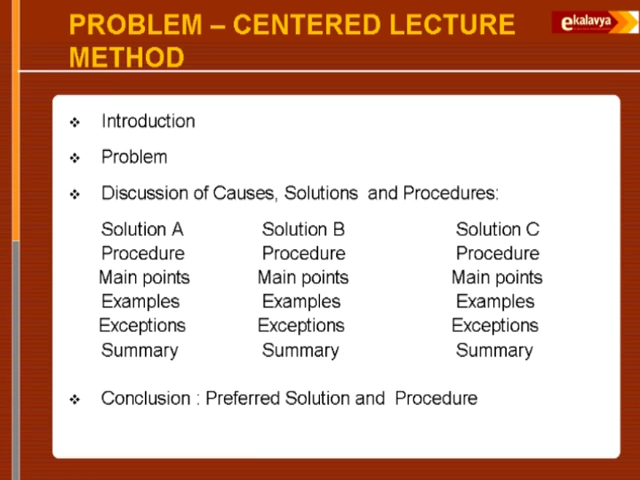 PROBLEM – CENTERED LECTURE
METHOD
ekalavya
Introduction
Problem
Discussion of Causes, Solutions and Procedures:
Solution A Solution B Solution C
Procedure Procedure Procedure
Main points Main points Main points
Examples Examples Examples
Exceptions Exceptions Exceptions
Summary Summary Summary
Conclusion : Preferred Solution and Procedure